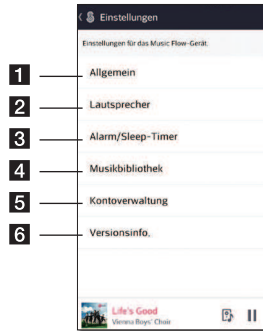 Einstellungen
Einstellungen für das Music Flow-Gerät.
1 Allgemein
2 Lautsprecher
3 Alarm/Sleep-Timer
4 Musikbibliothek
5 Kontoverwaltung
6 Versionsinfo.
Life's Good
Vienna Boys' Choir